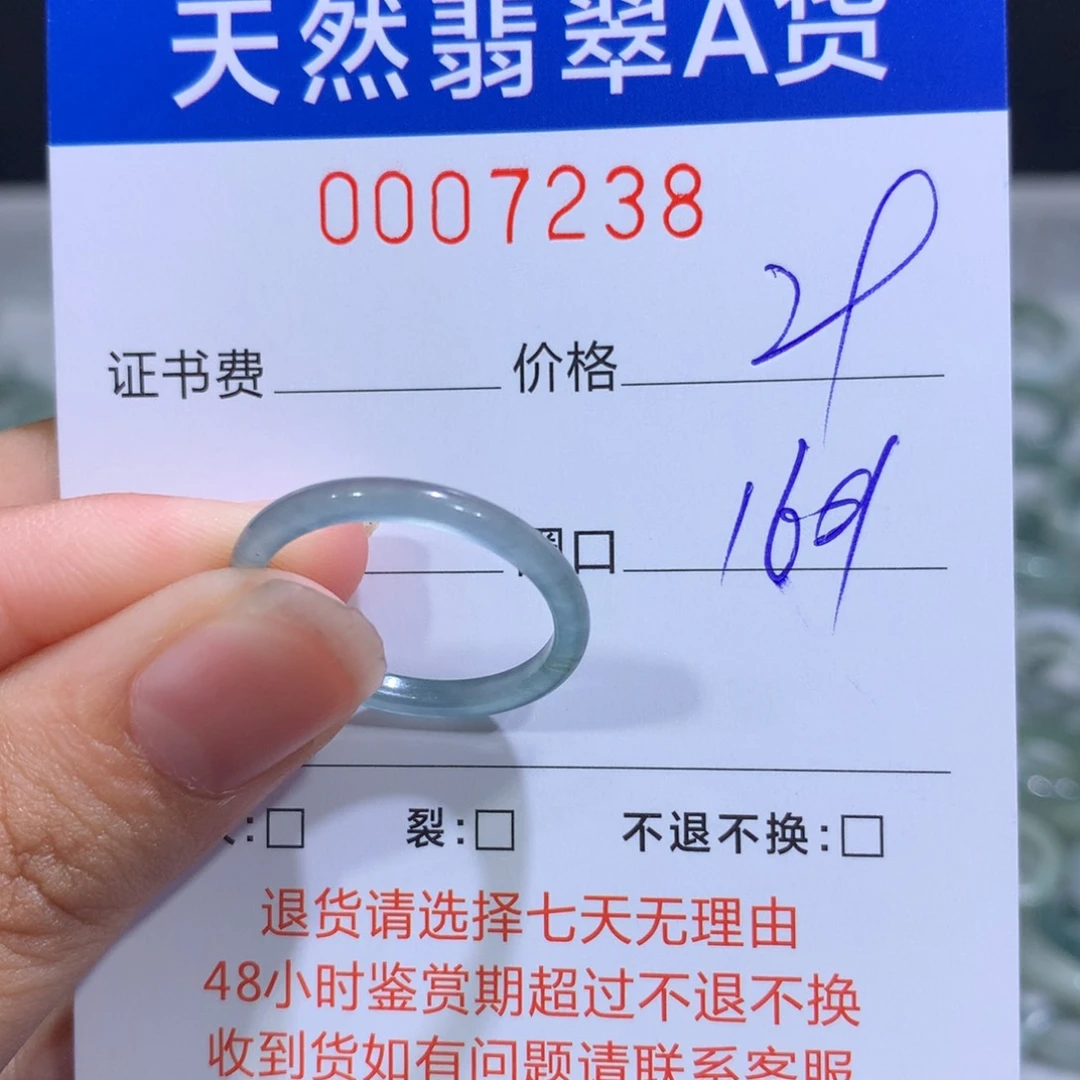 天然翡翠A货
0007238
证书费 价格 29
圈口 169
裂:□ 不退不换:□
退货请选择七天无理由
48小时鉴赏期超过不退不换
收到货如有问题请联系客服